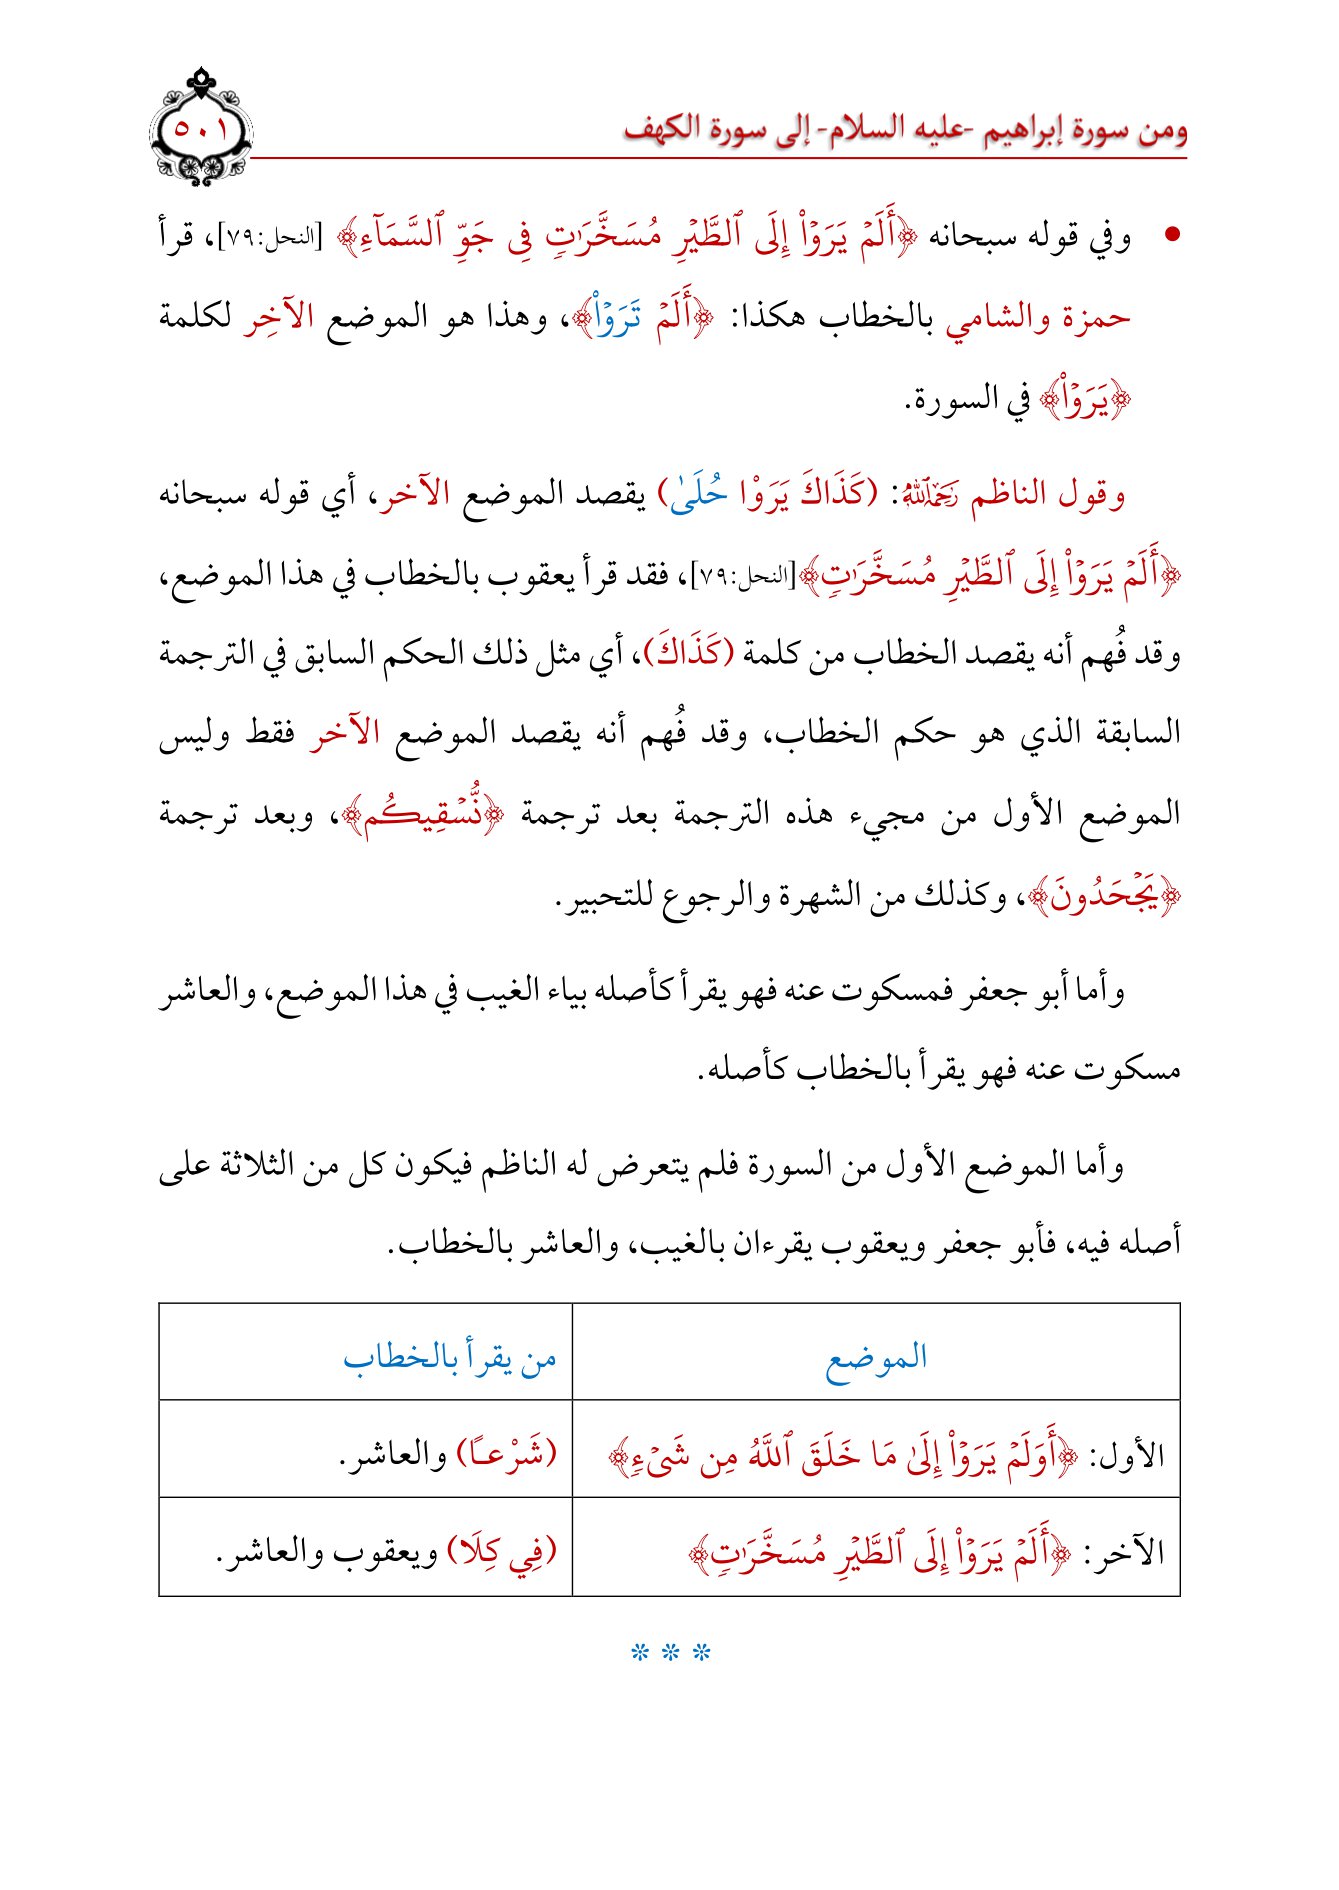 ومن سورة إبراهيم -عليه السلام- إلى سورة الكهف
٥٠١
• وفي قوله سبحانه ﴿أَلَمۡ يَرَوۡاْ إِلَى ٱلطَّيۡرِ مُسَخَّرَٰتٖ فِي جَوِّ ٱلسَّمَآءِ﴾ [النحل:٧٩]، قرأ
حمزة والشامي بالخطاب هكذا: ﴿أَلَمۡ تَرَوۡاْ﴾، وهذا هو الموضع الآخِر لكلمة
﴿يَرَوۡاْ﴾ في السورة.
وقول الناظم رَحِمَهُ ٱللَّهُ: (كَذَاكَ يَرَوْا حُلَىٰ) يقصد الموضع الآخر، أي قوله سبحانه
﴿أَلَمۡ يَرَوۡاْ إِلَى ٱلطَّيۡرِ مُسَخَّرَٰتٖ﴾[النحل:٧٩]، فقد قرأ يعقوب بالخطاب في هذا الموضع،
وقد فُهم أنه يقصد الخطاب من كلمة (كَذَاكَ)، أي مثل ذلك الحكم السابق في الترجمة
السابقة الذي هو حكم الخطاب، وقد فُهم أنه يقصد الموضع الآخر فقط وليس
الموضع الأول من مجيء هذه الترجمة بعد ترجمة ﴿نُّسۡقِيكُم﴾، وبعد ترجمة
﴿يَجۡحَدُونَ﴾، وكذلك من الشهرة والرجوع للتحبير.
وأما أبو جعفر فمسكوت عنه فهو يقرأ كأصله بياء الغيب في هذا الموضع، والعاشر
مسكوت عنه فهو يقرأ بالخطاب كأصله.
وأما الموضع الأول من السورة فلم يتعرض له الناظم فيكون كل من الثلاثة على
أصله فيه، فأبو جعفر ويعقوب يقرءان بالغيب، والعاشر بالخطاب.
الموضع من يقرأ بالخطاب
الأول: ﴿أَوَلَمۡ يَرَوۡاْ إِلَىٰ مَا خَلَقَ ٱللَّهُ مِن شَيۡءٖ﴾ (شَرْعـًا) والعاشر.
الآخر: ﴿أَلَمۡ يَرَوۡاْ إِلَى ٱلطَّيۡرِ مُسَخَّرَٰتٖ﴾ (فِي كِلَا) ويعقوب والعاشر.
* * *